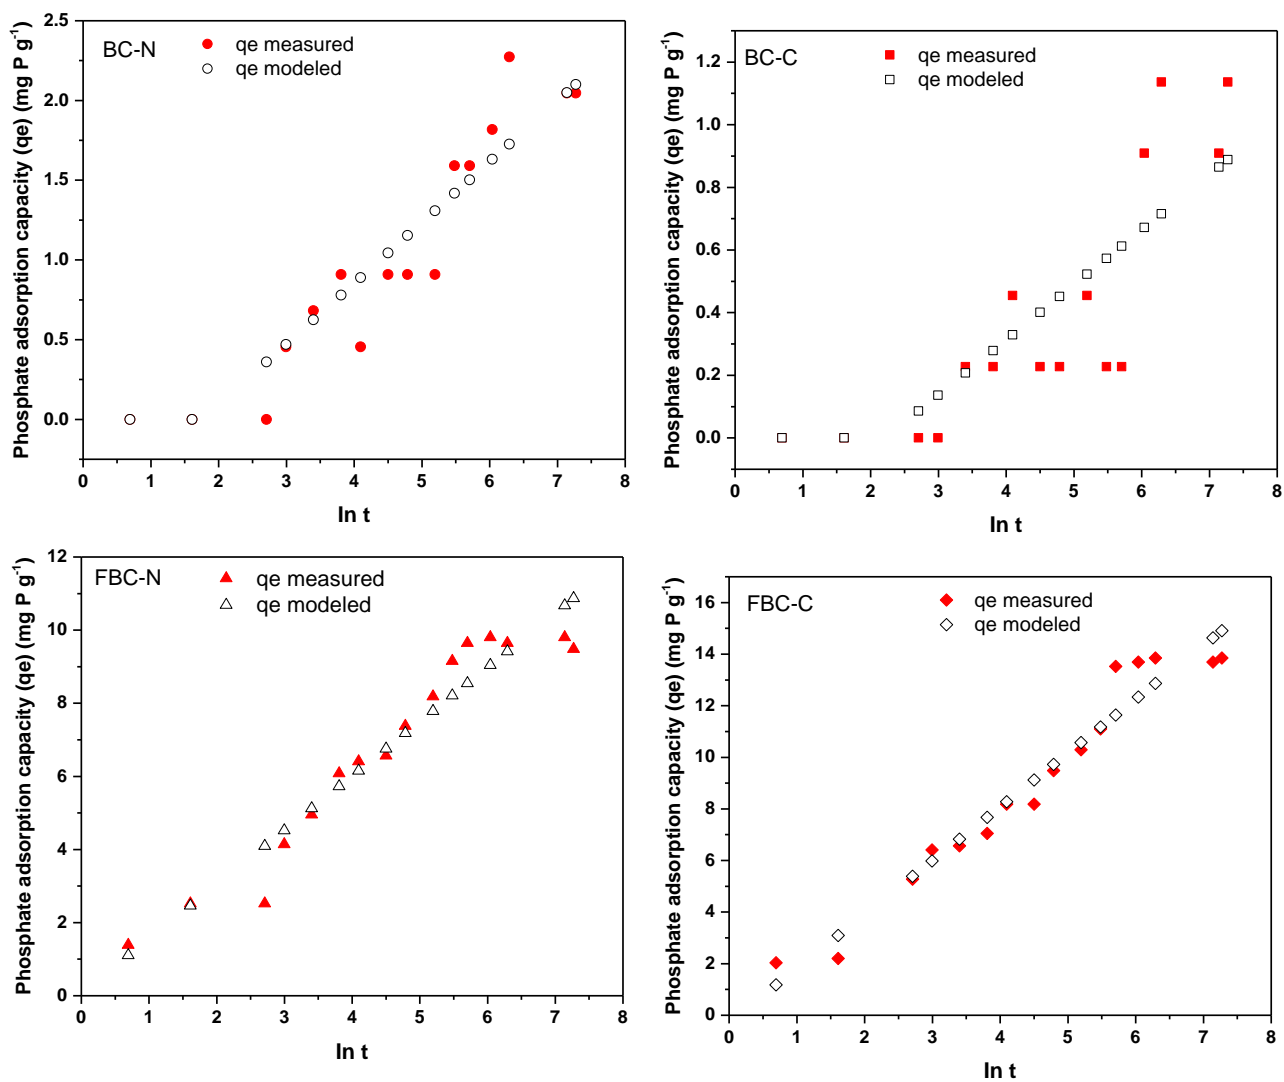 BC-N
qe measured
qe modeled
Phosphate adsorption capacity (qe) (mg P g-1)
2.5
2.0
1.5
1.0
0.5
0.0
0 1 2 3 4 5 6 7 8
ln t
BC-C
qe measured
qe modeled
Phosphate adsorption capacity (qe) (mg P g-1)
1.2
1.0
0.8
0.6
0.4
0.2
0.0
0 1 2 3 4 5 6 7 8
ln t
FBC-N
qe measured
qe modeled
Phosphate adsorption capacity (qe) (mg P g-1)
12
10
8
6
4
2
0
0 1 2 3 4 5 6 7 8
ln t
FBC-C
qe measured
qe modeled
Phosphate adsorption capacity (qe) (mg P g-1)
16
14
12
10
8
6
4
2
0
0 1 2 3 4 5 6 7 8
ln t